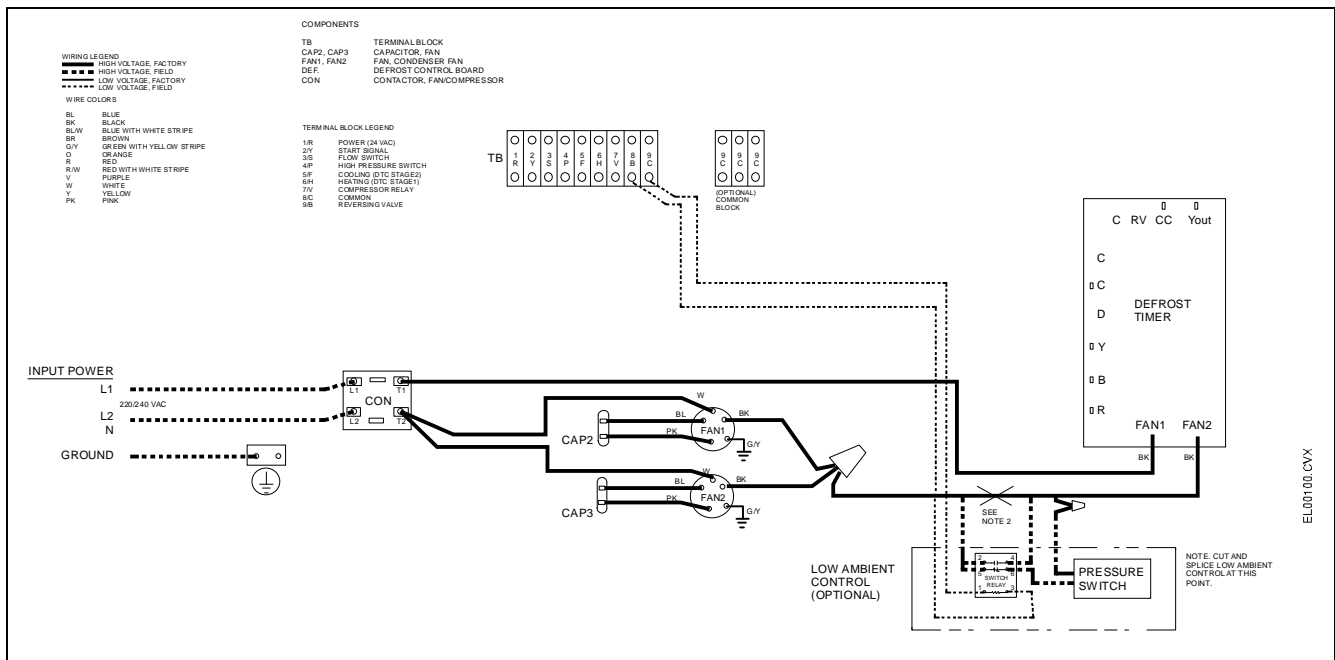 COMPONENTS
TB TERMINAL BLOCK
CAP2, CAP3 CAPACITOR, FAN
FAN1, FAN2 FAN, CONDENSER FAN
DEF. DEFROST CONTROL BOARD
CON CONTACTOR, FAN/COMPRESSOR
WIRING LEGEND
HIGH VOLTAGE, FACTORY
HIGH VOLTAGE, FIELD
LOW VOLTAGE, FACTORY
LOW VOLTAGE, FIELD
WIRE COLORS
BL BLUE
BK BLACK
BL/W BLUE WITH WHITE STRIPE
BR BROWN
G/Y GREEN WITH YELLOW STRIPE
O ORANGE
R RED
R/W RED WITH WHITE STRIPE
V PURPLE
W WHITE
Y YELLOW
PK PINK
TERMINAL BLOCK LEGEND
1/R POWER (24 VAC)
2/Y START SIGNAL
3/S FLOW SWITCH
4/P HIGH PRESSURE SWITCH
5/F COOLING (DTC STAGE2)
6/H HEATING (DTC STAGE1)
7/V COMPRESSOR RELAY
8/C COMMON
9/B REVERSING VALVE
TB
1 2 3 4 5 6 7 8 9
R Y S P F H V B C
9 9 9
C C C
(OPTIONAL)
COMMON
BLOCK
C RV CC Yout
C
C
D
Y
B
R
DEFROST
TIMER
FAN1 FAN2
BK BK
INPUT POWER
L1
220/240 VAC
L2
N
GROUND
L1 T1
CON
L2 T2
CAP2
W
BL
PK
FAN1
BK
G/Y
CAP3
W
BL
PK
FAN2
BK
G/Y
SEE
NOTE 2
LOW AMBIENT
CONTROL
(OPTIONAL)
2 4
5 6
SWITCH
RELAY
1 3
PRESSURE
SWITCH
NOTE. CUT AND
SPLICE LOW AMBIENT
CONTROL AT THIS
POINT.
EL00100.CVX